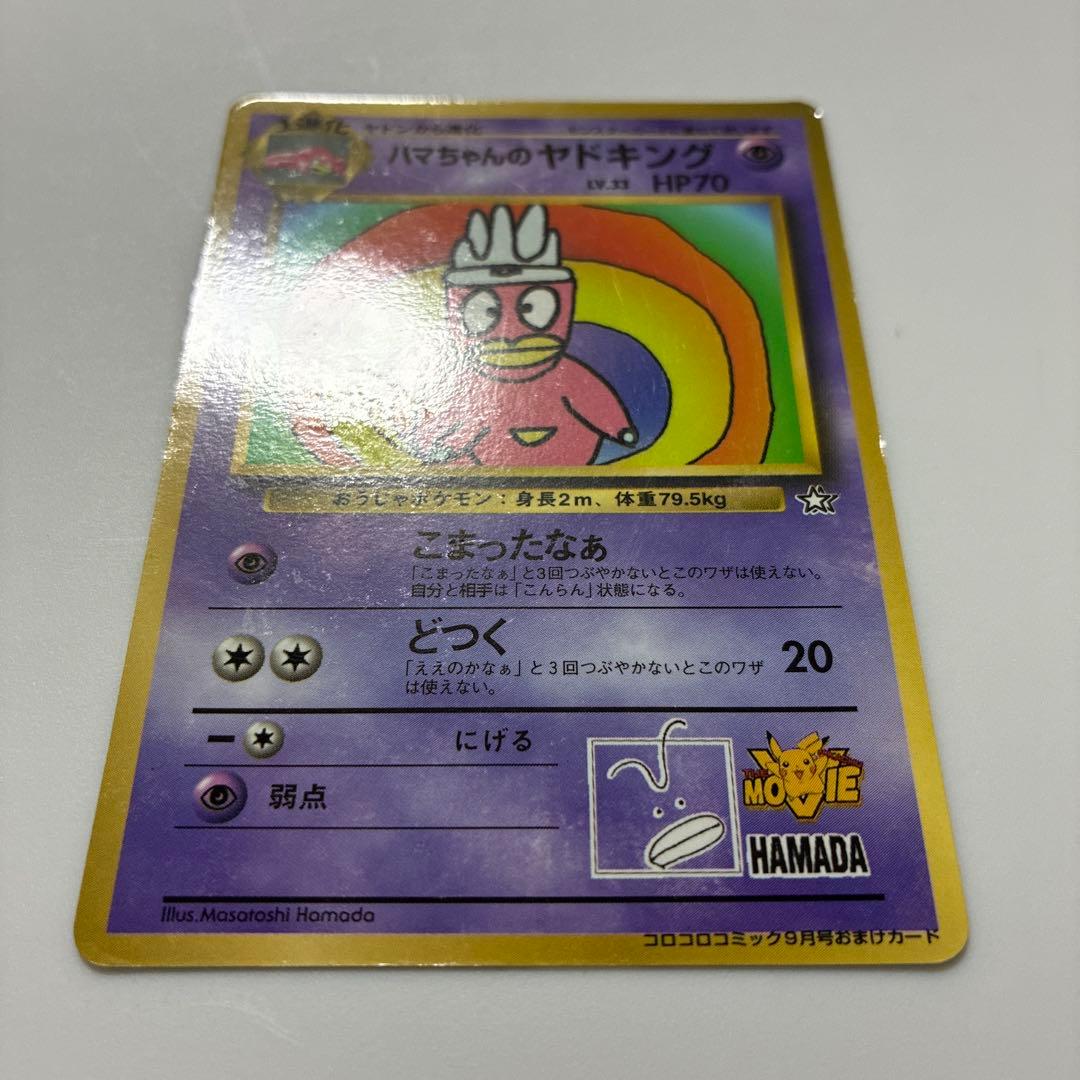 ヤドンから進化
ハマちゃんのヤドキング
LV.33 HP70
おうじゃポケモン：身長2m、体重79.5kg
こまったなぁ
「こまったなぁ」と3回つぶやかないとこのワザは使えない。
自分と相手は「こんらん」状態になる。
どつく
20
「ええのかなぁ」と3回つぶやかないとこのワザ
は使えない。
にげる
弱点
THE MOVIE
HAMADA
Illus.Masatoshi Hamada
コロコロコミック9月号おまけカード